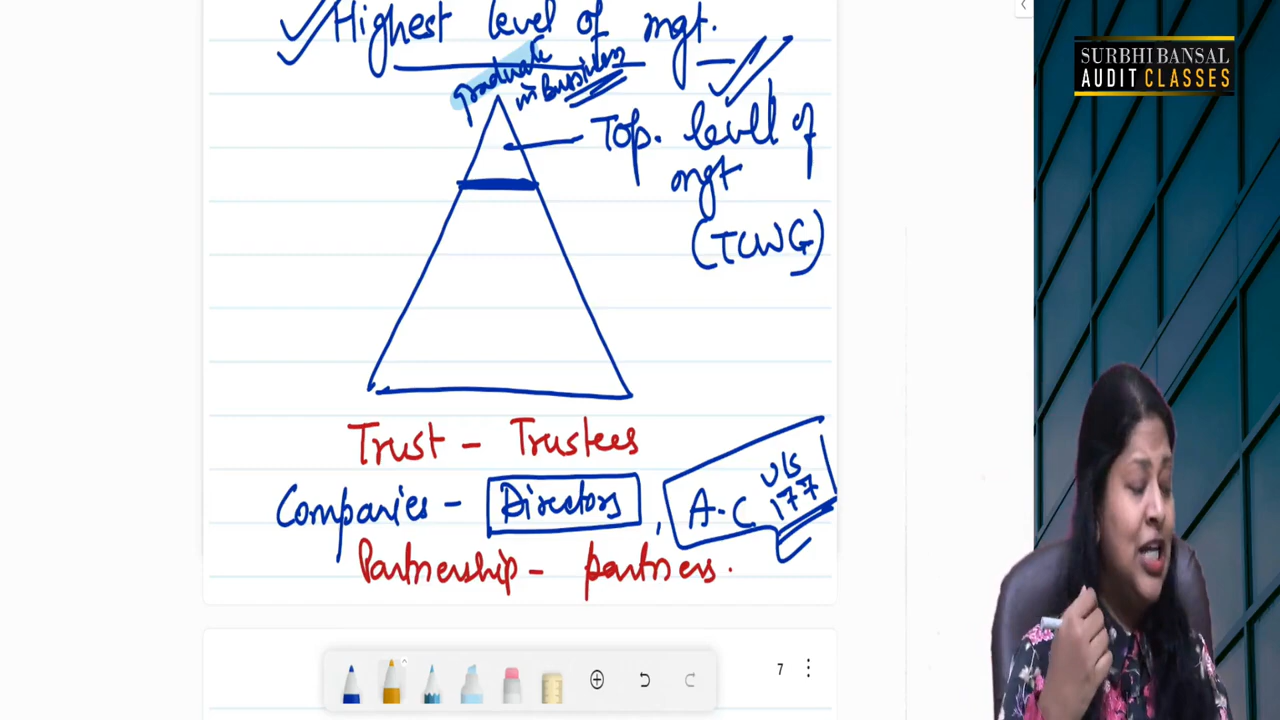 Highest level of mgt.
graduate
in Bussiness
Top. level of
mgt
(TCWG)
Trust - Trustees
Companies - Directors, A.C u/s 177
Partnership - partners.
7
SURBHI BANSAL
AUDIT CLASSES